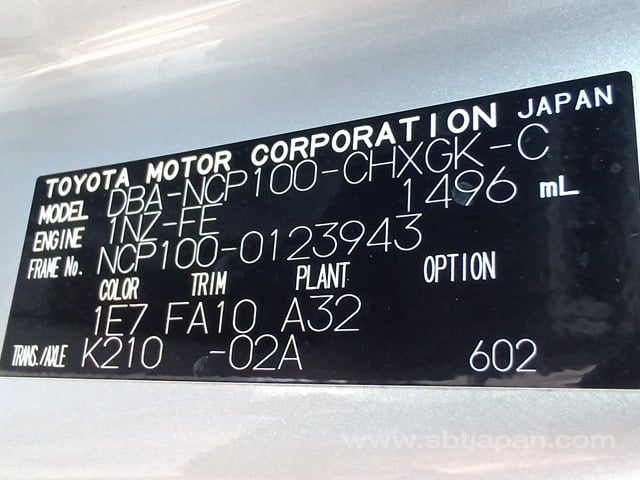 TOYOTA MOTOR CORPORATION JAPAN
MODEL DBA-NCP100-CHXGK-C
ENGINE 1NZ-FE 1496 mL
FRAME No. NCP100-0123943
COLOR TRIM PLANT OPTION
1E7 FA10 A32
TRANS./AXLE K210 -02A 602
www.sbtjapan.com